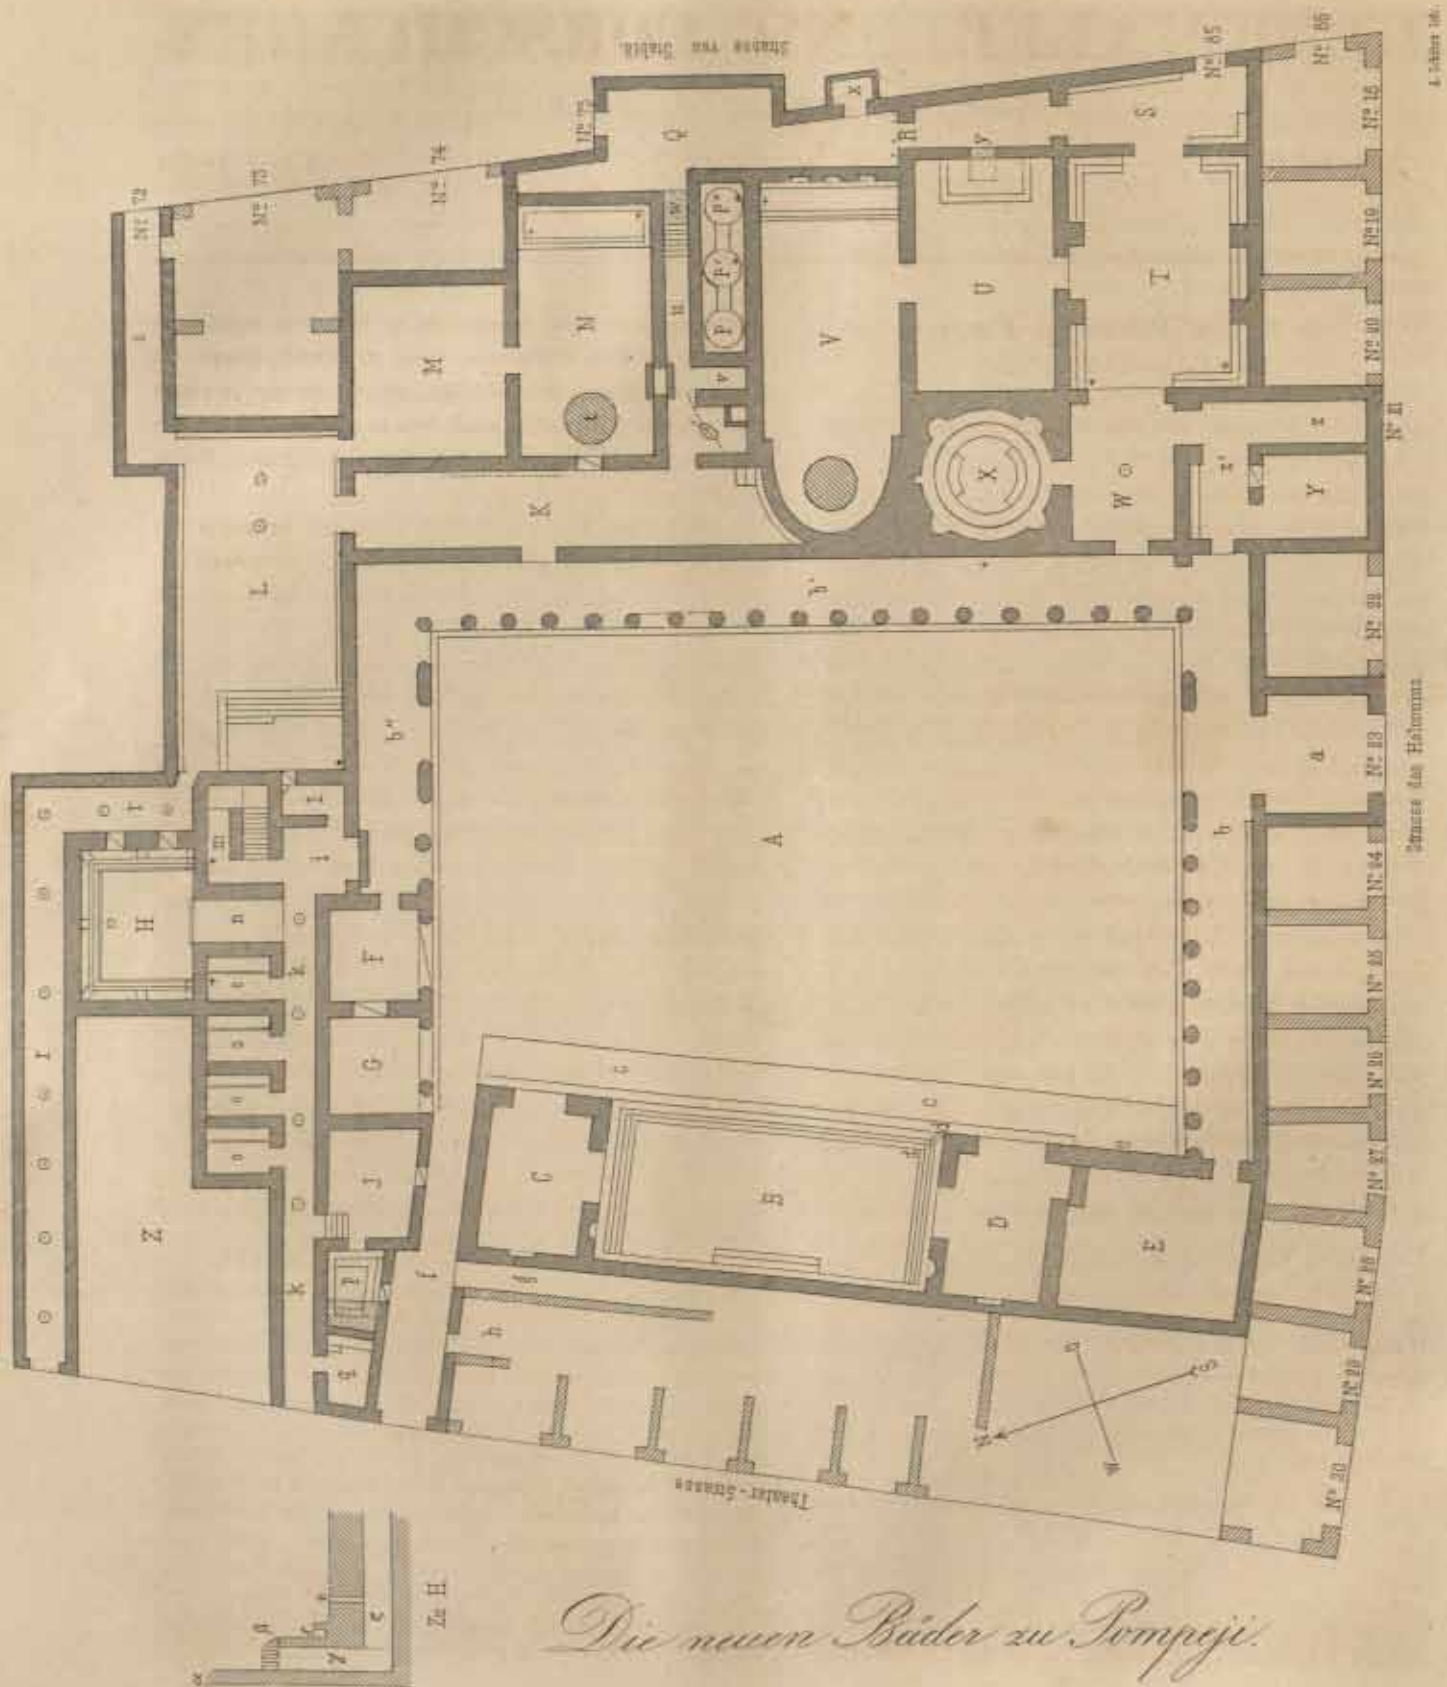 Die neuen Bäder zu Pompeji.
Strasse von Stabiä.
Theater-Strasse
Strasse des Holconius
Zu H.
Nº 72
Nº 73
Nº 74
Nº 75
Nº 85
Nº 86
Nº 18
Nº 19
Nº 20
Nº 21
Nº 22
Nº 23
Nº 24
Nº 25
Nº 26
Nº 27
Nº 28
Nº 29
Nº 30
A
B
C
D
E
F
G
H
J
K
L
M
N
P
P'
P''
Q
R
S
T
U
V
W
X
Y
Z
a
b
b'
b''
c
c
f
h
i
k
k
l
m
n
o
o
o
p
q
t
u
v
w
x
y
z
z'
N
S
W
α
β
γ